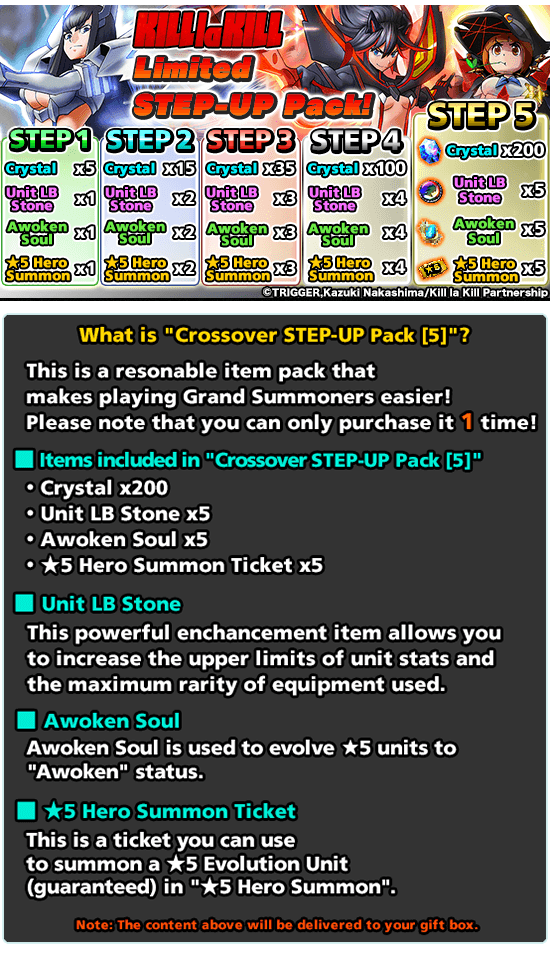 KILL la KILL
Limited
STEP-UP Pack!
STEP 1
Crystal x5
Unit LB Stone x1
Awoken Soul x1
★5 Hero Summon x1
STEP 2
Crystal x15
Unit LB Stone x2
Awoken Soul x2
★5 Hero Summon x2
STEP 3
Crystal x35
Unit LB Stone x3
Awoken Soul x3
★5 Hero Summon x3
STEP 4
Crystal x100
Unit LB Stone x4
Awoken Soul x4
★5 Hero Summon x4
STEP 5
Crystal x200
Unit LB Stone x5
Awoken Soul x5
★5 Hero Summon x5
©TRIGGER,Kazuki Nakashima/Kill la Kill Partnership
What is "Crossover STEP-UP Pack [5]"?
This is a resonable item pack that
makes playing Grand Summoners easier!
Please note that you can only purchase it 1 time!
■ Items included in "Crossover STEP-UP Pack [5]"
・Crystal x200
・Unit LB Stone x5
・Awoken Soul x5
・★5 Hero Summon Ticket x5
■ Unit LB Stone
This powerful enchancement item allows you
to increase the upper limits of unit stats and
the maximum rarity of equipment used.
■ Awoken Soul
Awoken Soul is used to evolve ★5 units to
"Awoken" status.
■ ★5 Hero Summon Ticket
This is a ticket you can use
to summon a ★5 Evolution Unit
(guaranteed) in "★5 Hero Summon".
Note: The content above will be delivered to your gift box.